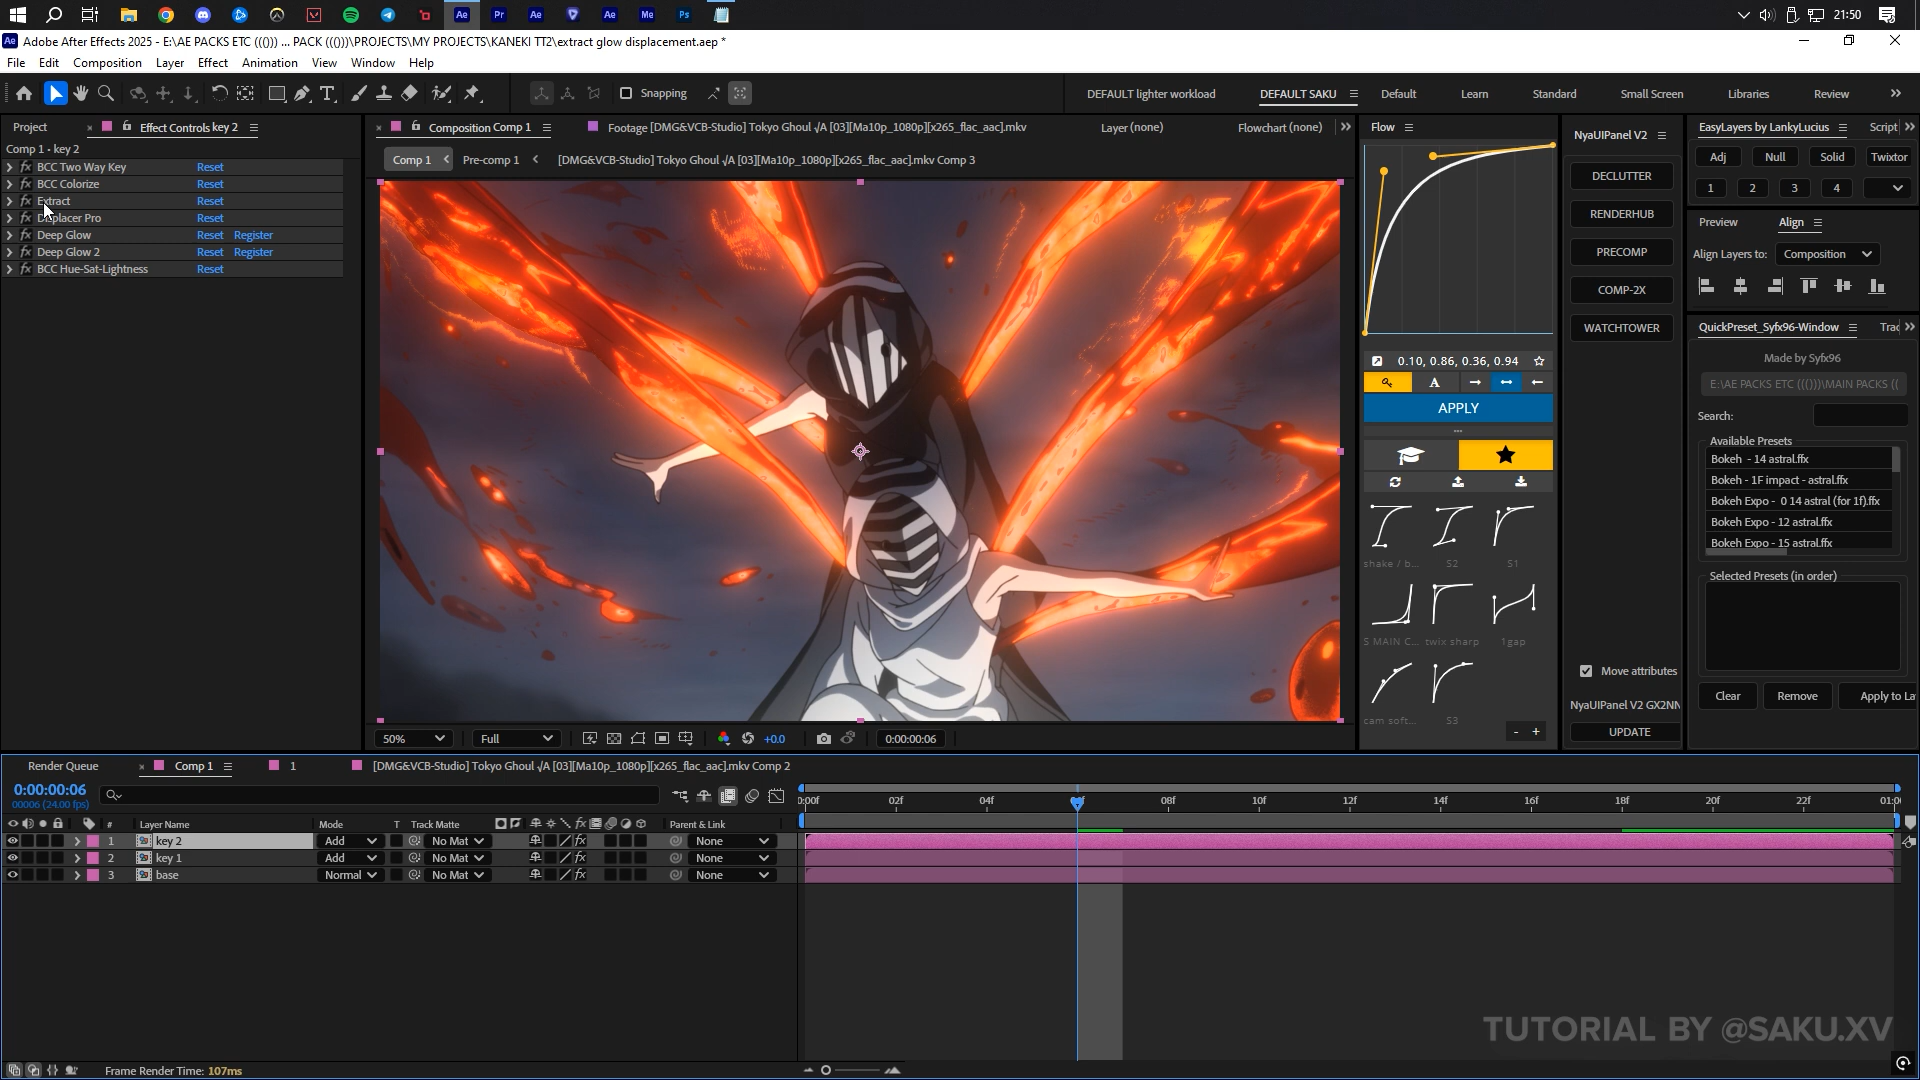 21:50
Adobe After Effects 2025 - E:\AE PACKS ETC ((())) ... PACK ((()))\PROJECTS\MY PROJECTS\KANEKI TT2\extract glow displacement.aep *
File Edit Composition Layer Effect Animation View Window Help
Snapping
DEFAULT lighter workload DEFAULT SAKU Default Learn Standard Small Screen Libraries Review
Project Effect Controls key 2
Comp 1 • key 2
BCC Two Way Key Reset
BCC Colorize Reset
Extract Reset
Displacer Pro Reset
Deep Glow Reset Register
Deep Glow 2 Reset Register
BCC Hue-Sat-Lightness Reset
Composition Comp 1 Footage [DMG&VCB-Studio] Tokyo Ghoul √A [03][Ma10p_1080p][x265_flac_aac].mkv Layer (none) Flowchart (none)
Comp 1 Pre-comp 1 [DMG&VCB-Studio] Tokyo Ghoul √A [03][Ma10p_1080p][x265_flac_aac].mkv Comp 3
50% Full +0.0 0:00:00:06
Flow
0.10, 0.86, 0.36, 0.94
A
APPLY
shake / b... S2 S1
S MAIN C... twix sharp 1gap
cam soft... S3
- +
NyaUIPanel V2
DECLUTTER
RENDERHUB
PRECOMP
COMP-2X
WATCHTOWER
Move attributes
NyaUIPanel V2 GX2NN
UPDATE
EasyLayers by LankyLucius Script
Adj Null Solid Twixtor
1 2 3 4
Preview Align
Align Layers to: Composition
QuickPreset_Syfx96-Window Trac
Made by Syfx96
E:\AE PACKS ETC ((()))\MAIN PACKS ((
Search:
Available Presets
Bokeh - 14 astral.ffx
Bokeh - 1F impact - astral.ffx
Bokeh Expo - 0 14 astral (for 1f).ffx
Bokeh Expo - 12 astral.ffx
Bokeh Expo - 15 astral.ffx
Selected Presets (in order)
Clear Remove Apply to La
Render Queue Comp 1 1 [DMG&VCB-Studio] Tokyo Ghoul √A [03][Ma10p_1080p][x265_flac_aac].mkv Comp 2
0:00:00:06
00006 (24.00 fps)
02f 04f 08f 10f 12f 14f 16f 18f 20f 22f
# Layer Name Mode T Track Matte Parent & Link
1 key 2 Add No Mat None
2 key 1 Add No Mat None
3 base Normal No Mat None
TUTORIAL BY @SAKU.XV
Frame Render Time: 107ms